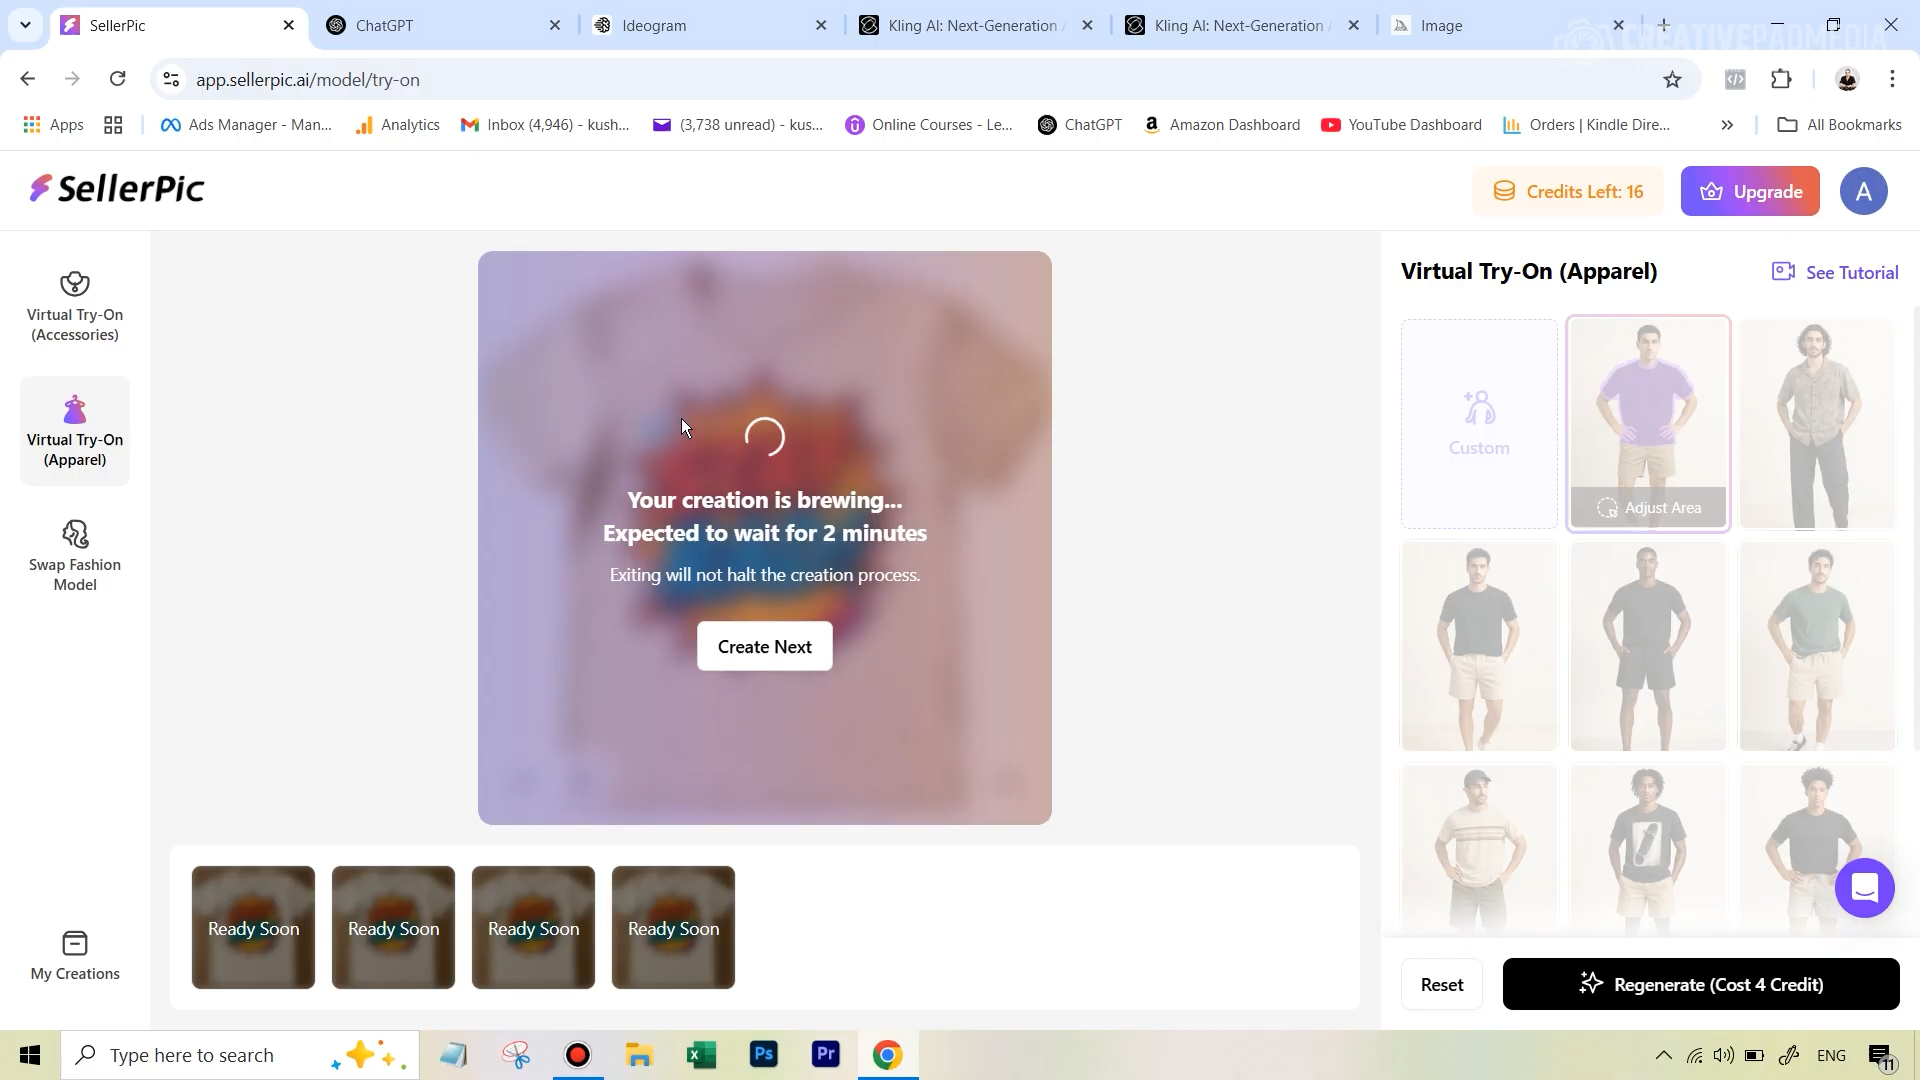 SellerPic
ChatGPT
Ideogram
Kling AI: Next-Generation
Kling AI: Next-Generation
Image
CREATIVEPADMEDIA
app.sellerpic.ai/model/try-on
Apps
Ads Manager - Man...
Analytics
Inbox (4,946) - kush...
(3,738 unread) - kus...
Online Courses - Le...
ChatGPT
Amazon Dashboard
YouTube Dashboard
Orders | Kindle Dire...
All Bookmarks
SellerPic
Credits Left: 16
Upgrade
A
Virtual Try-On
(Accessories)
Virtual Try-On
(Apparel)
Swap Fashion
Model
My Creations
Your creation is brewing...
Expected to wait for 2 minutes
Exiting will not halt the creation process.
Create Next
Ready Soon
Ready Soon
Ready Soon
Ready Soon
Virtual Try-On (Apparel)
See Tutorial
Custom
Adjust Area
Reset
Regenerate (Cost 4 Credit)
Type here to search
Ps
Pr
ENG
11